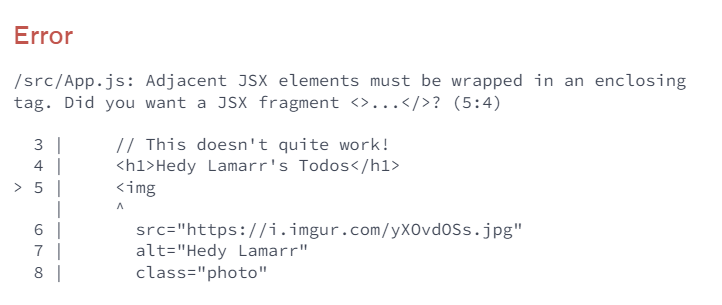 Error
/src/App.js: Adjacent JSX elements must be wrapped in an enclosing
tag. Did you want a JSX fragment <>...</>? (5:4)
  3 |     // This doesn't quite work!
  4 |     <h1>Hedy Lamarr's Todos</h1>
> 5 |     <img
    |     ^
  6 |       src="https://i.imgur.com/yXOvdOSs.jpg"
  7 |       alt="Hedy Lamarr"
  8 |       class="photo"